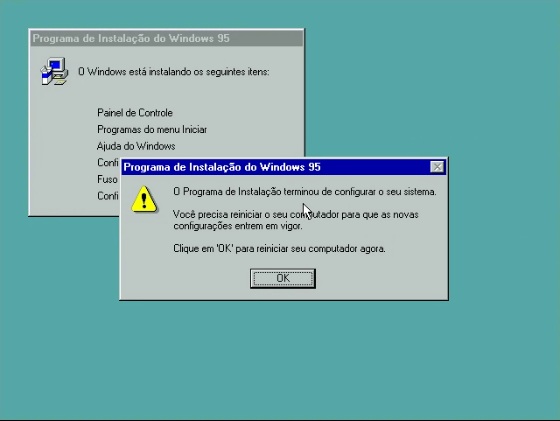 Programa de Instalação do Windows 95
O Windows está instalando os seguintes itens:
Painel de Controle
Programas do menu Iniciar
Ajuda do Windows
Confi
Fuso
Confi
Programa de Instalação do Windows 95
O Programa de Instalação terminou de configurar o seu sistema.
Você precisa reiniciar o seu computador para que as novas
configurações entrem em vigor.
Clique em 'OK' para reiniciar seu computador agora.
OK